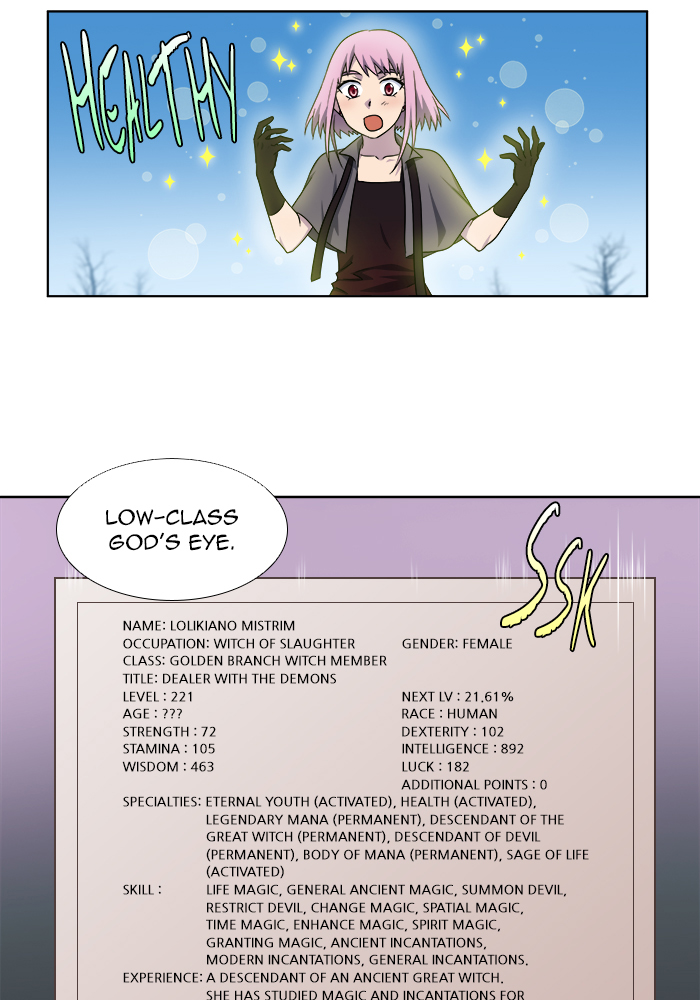 HEALTHY
LOW-CLASS
GOD'S EYE.
SSK
NAME: LOLIKIANO MISTRIM
OCCUPATION: WITCH OF SLAUGHTER GENDER: FEMALE
CLASS: GOLDEN BRANCH WITCH MEMBER
TITLE: DEALER WITH THE DEMONS
LEVEL : 221 NEXT LV : 21,61%
AGE : ??? RACE : HUMAN
STRENGTH : 72 DEXTERITY : 102
STAMINA : 105 INTELLIGENCE : 892
WISDOM : 463 LUCK : 182
ADDITIONAL POINTS : 0
SPECIALTIES: ETERNAL YOUTH (ACTIVATED), HEALTH (ACTIVATED),
LEGENDARY MANA (PERMANENT), DESCENDANT OF THE
GREAT WITCH (PERMANENT), DESCENDANT OF DEVIL
(PERMANENT), BODY OF MANA (PERMANENT), SAGE OF LIFE
(ACTIVATED)
SKILL : LIFE MAGIC, GENERAL ANCIENT MAGIC, SUMMON DEVIL,
RESTRICT DEVIL, CHANGE MAGIC, SPATIAL MAGIC,
TIME MAGIC, ENHANCE MAGIC, SPIRIT MAGIC,
GRANTING MAGIC, ANCIENT INCANTATIONS,
MODERN INCANTATIONS, GENERAL INCANTATIONS.
EXPERIENCE: A DESCENDANT OF AN ANCIENT GREAT WITCH.
SHE HAS STUDIED MAGIC AND INCANTATIONS FOR